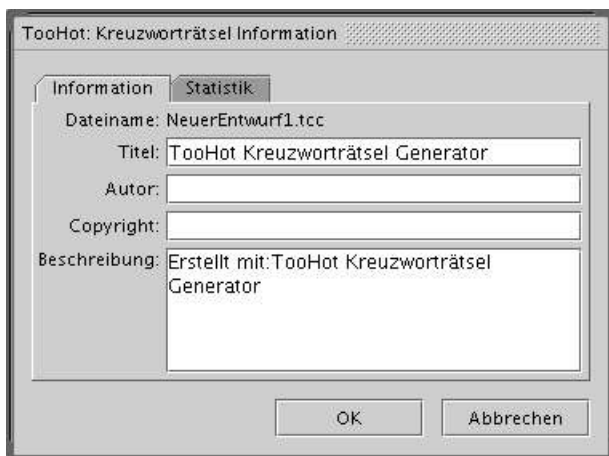 TooHot: Kreuzworträtsel Information
Information Statistik
Dateiname: NeuerEntwurf1.tcc
Titel: TooHot Kreuzworträtsel Generator
Autor:
Copyright:
Beschreibung: Erstellt mit:TooHot Kreuzworträtsel
Generator
OK Abbrechen